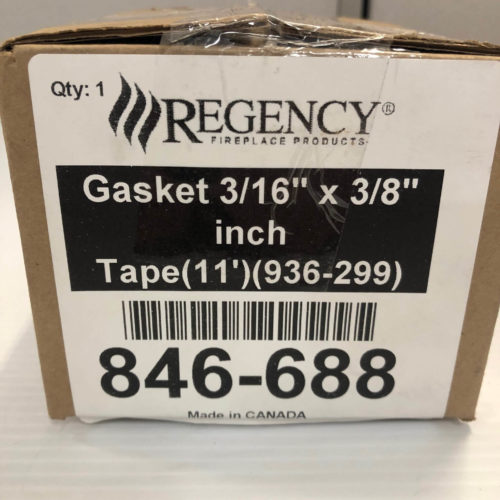 Qty: 1
REGENCY®
FIREPLACE PRODUCTS
Gasket 3/16" x 3/8"
inch
Tape(11')(936-299)
846-688
Made in CANADA